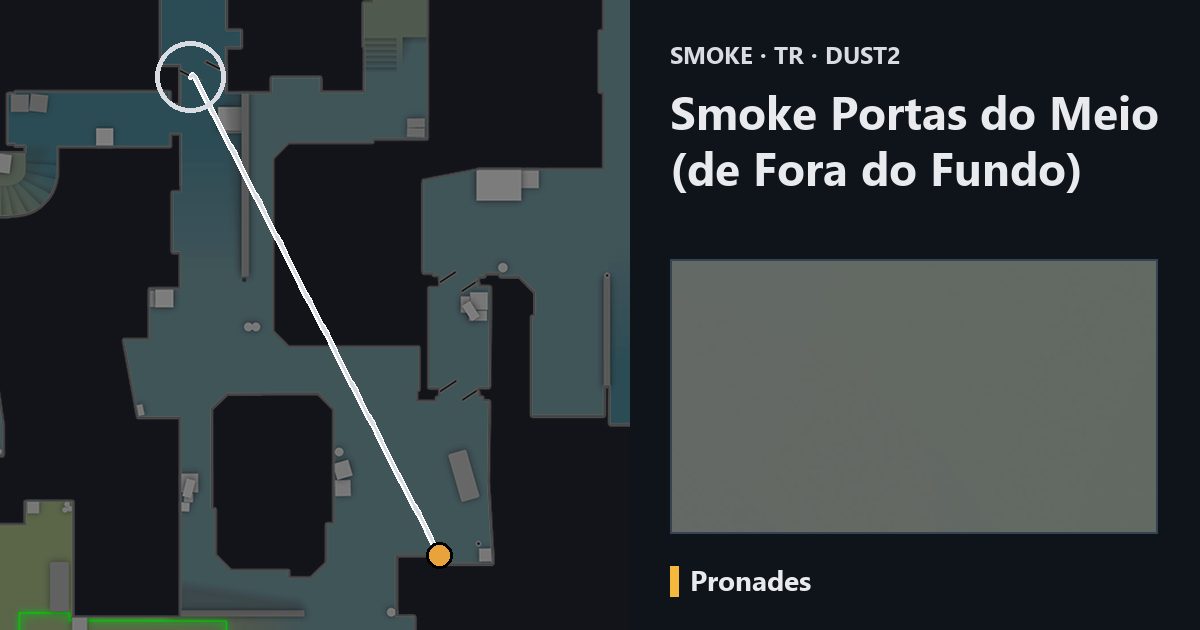 SMOKE · TR · DUST2
Smoke Portas do Meio
(de Fora do Fundo)
Pronades